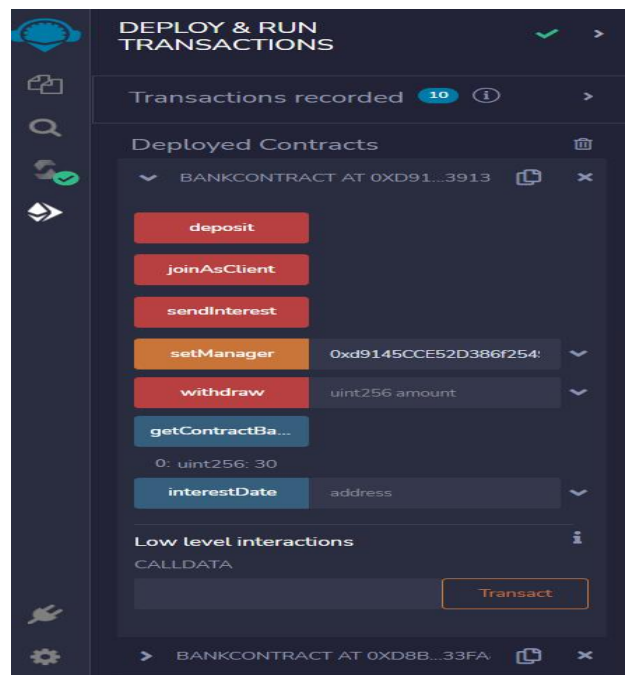 DEPLOY & RUN
TRANSACTIONS
Transactions recorded 10 i
Deployed Contracts
BANKCONTRACT AT 0XD91...3913
deposit
joinAsClient
sendInterest
setManager 0xd9145CCE52D386f254
withdraw uint256 amount
getContractBa...
0: uint256: 30
interestDate address
Low level interactions i
CALLDATA
Transact
BANKCONTRACT AT 0XD8B...33FA